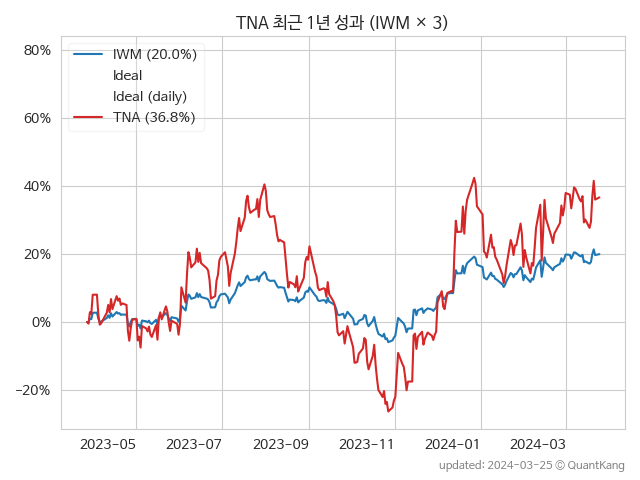 TNA 최근 1년 성과 (IWM × 3)
80%
60%
40%
20%
0%
−20%
IWM (20.0%)
Ideal
Ideal (daily)
TNA (36.8%)
2023−05
2023−07
2023−09
2023−11
2024−01
2024−03
updated: 2024−03−25 © QuantKang